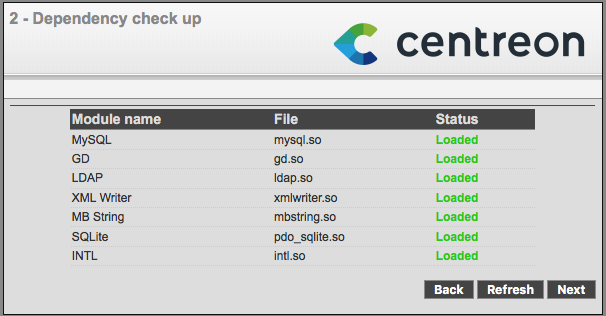 2 - Dependency check up
centreon
Module name File Status
MySQL mysql.so Loaded
GD gd.so Loaded
LDAP ldap.so Loaded
XML Writer xmlwriter.so Loaded
MB String mbstring.so Loaded
SQLite pdo_sqlite.so Loaded
INTL intl.so Loaded
Back Refresh Next